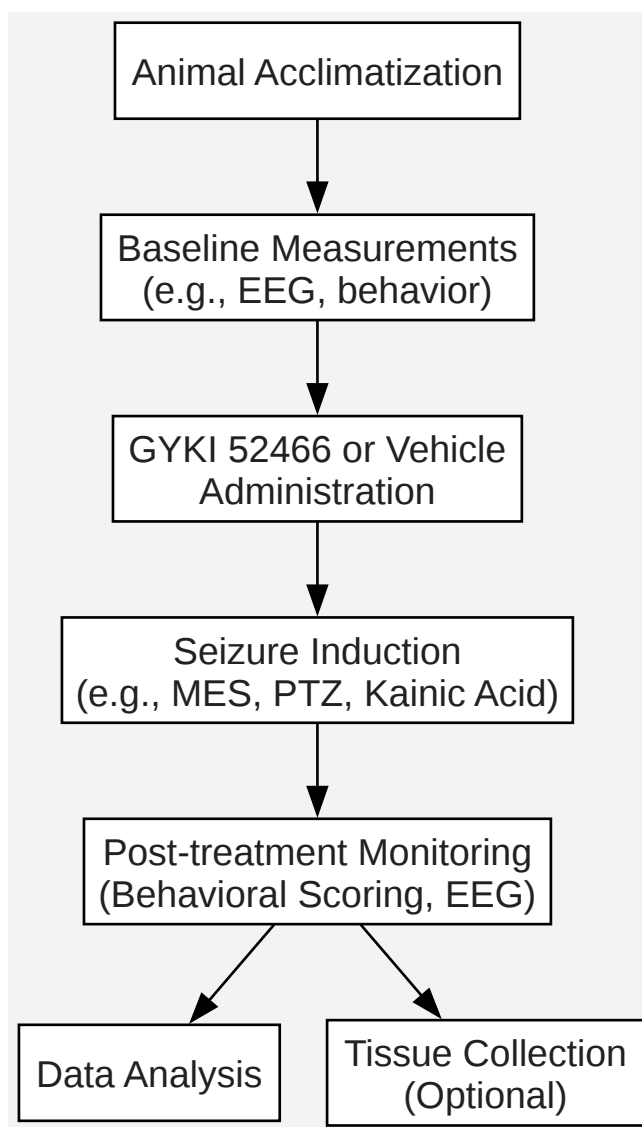 Animal Acclimatization
Baseline Measurements
(e.g., EEG, behavior)
GYKI 52466 or Vehicle
Administration
Seizure Induction
(e.g., MES, PTZ, Kainic Acid)
Post-treatment Monitoring
(Behavioral Scoring, EEG)
Data Analysis
Tissue Collection
(Optional)